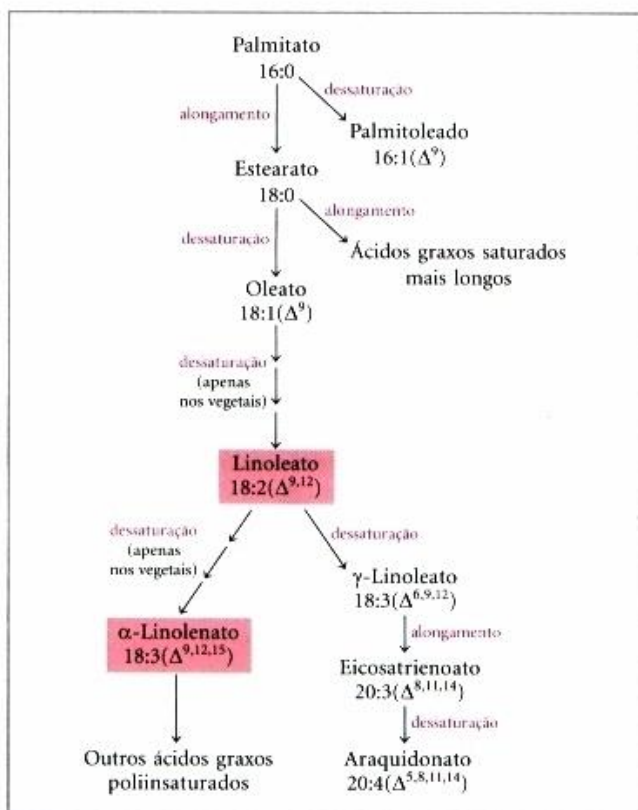 Palmitato
16:0
dessaturação
alongamento
Palmitoleado
16:1(Δ⁹)
Estearato
18:0
alongamento
dessaturação
Ácidos graxos saturados
mais longos
Oleato
18:1(Δ⁹)
dessaturação
(apenas
nos vegetais)
Linoleato
18:2(Δ⁹,¹²)
dessaturação
(apenas
nos vegetais)
dessaturação
γ-Linoleato
18:3(Δ⁶,⁹,¹²)
α-Linolenato
18:3(Δ⁹,¹²,¹⁵)
alongamento
Eicosatrienoato
20:3(Δ⁸,¹¹,¹⁴)
dessaturação
Outros ácidos graxos
poliinsaturados
Araquidonato
20:4(Δ⁵,⁸,¹¹,¹⁴)